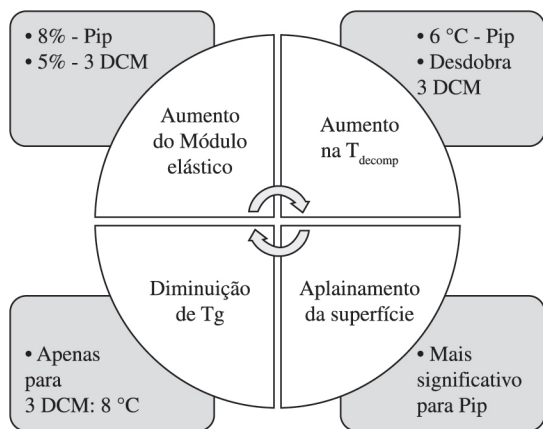 • 8% - Pip
• 5% - 3 DCM
• 6 °C - Pip
• Desdobra
3 DCM
Aumento
do Módulo
elástico
Aumento
na Tdecomp
Diminuição
de Tg
Aplainamento
da superfície
• Apenas
para
3 DCM: 8 °C
• Mais
significativo
para Pip